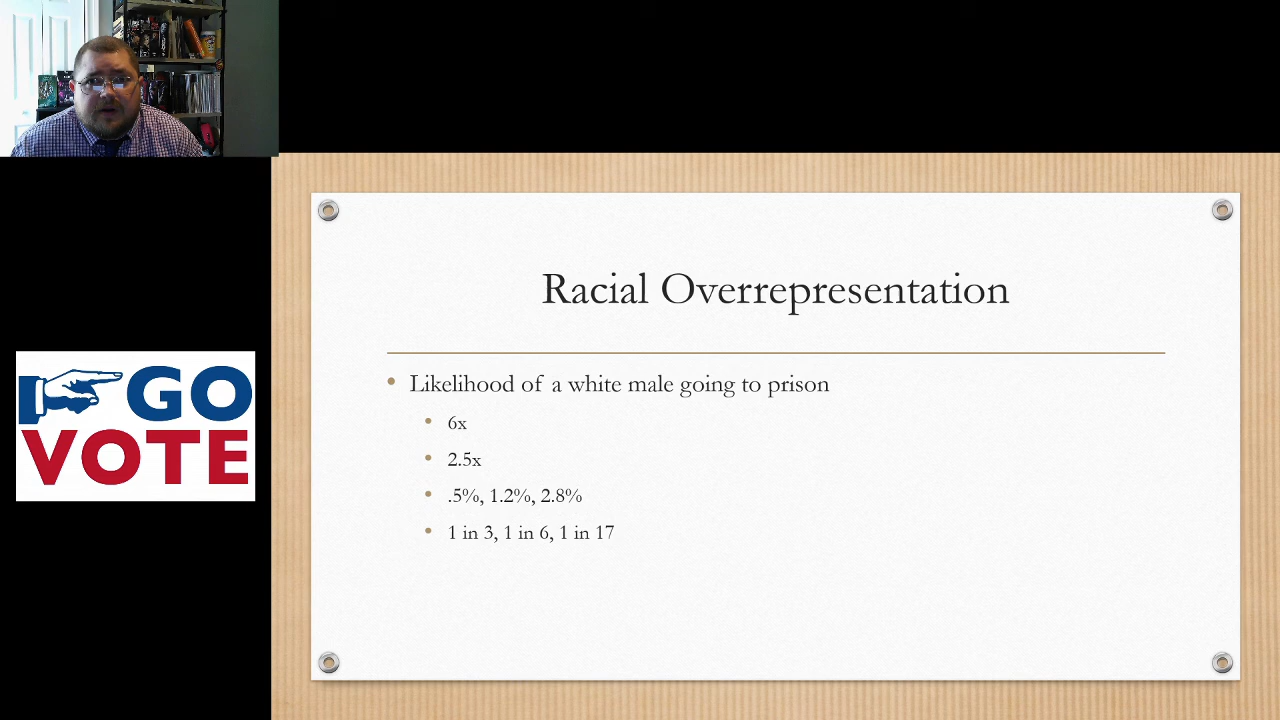 GO
VOTE
Racial Overrepresentation
Likelihood of a white male going to prison
6x
2.5x
.5%, 1.2%, 2.8%
1 in 3, 1 in 6, 1 in 17